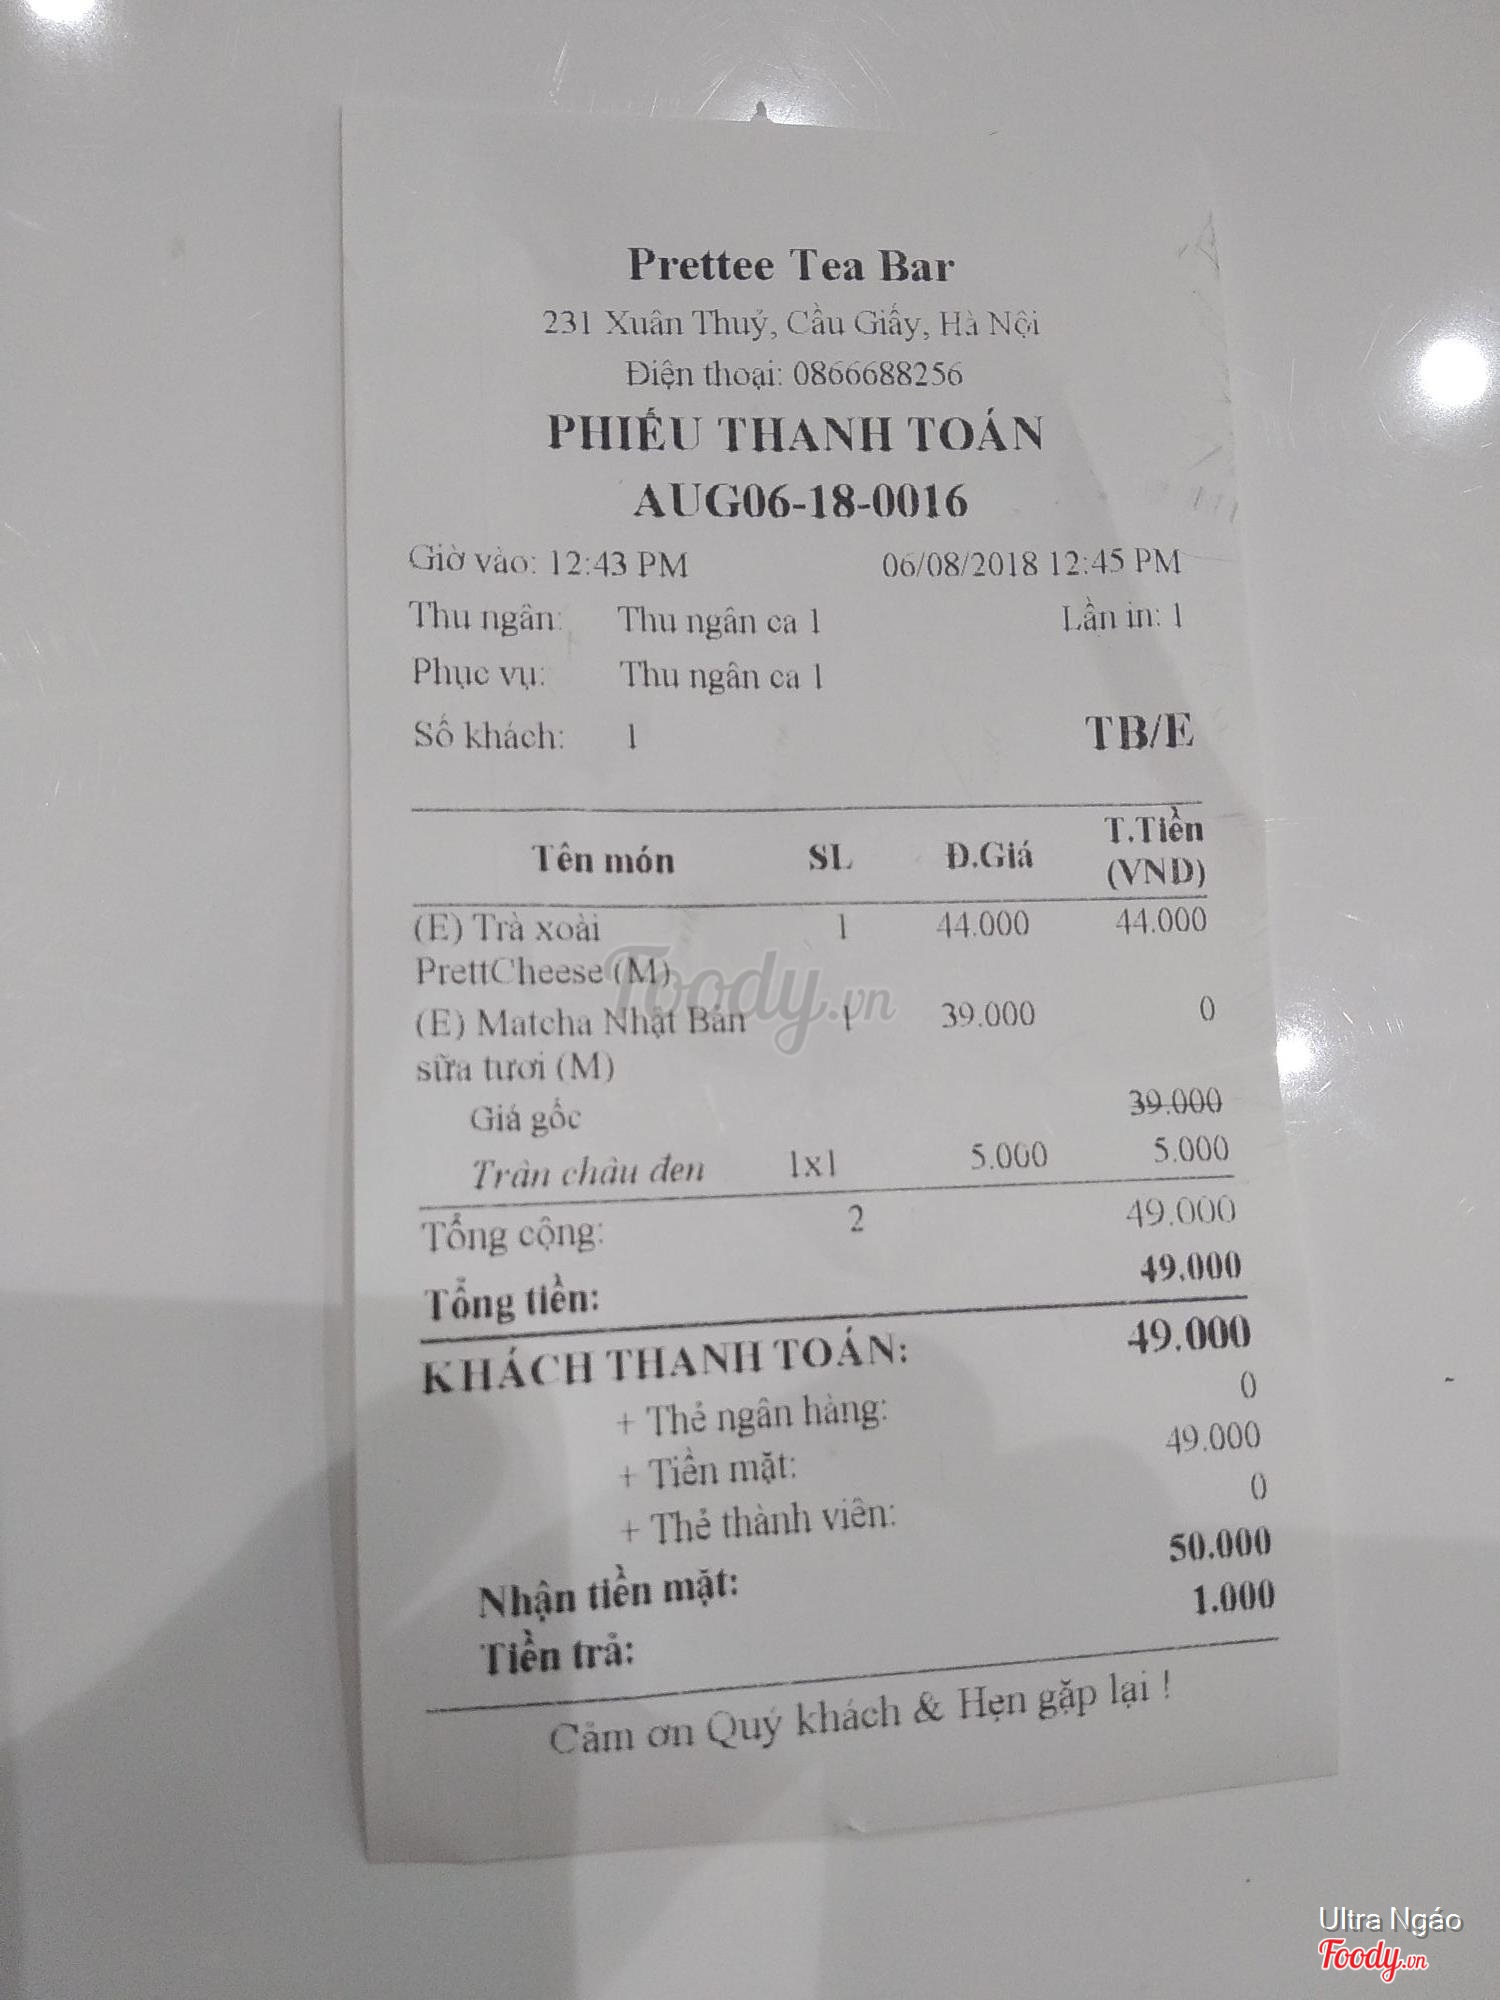 Prettee Tea Bar
231 Xuân Thuỷ, Cầu Giấy, Hà Nội
Điện thoại: 0866688256
PHIẾU THANH TOÁN
AUG06-18-0016
Giờ vào: 12:43 PM 06/08/2018 12:45 PM
Thu ngân: Thu ngân ca 1 Lần in: 1
Phục vụ: Thu ngân ca 1
Số khách: 1 TB/E
Tên món SL Đ.Giá T.Tiền (VND)
(E) Trà xoài 1 44.000 44.000
PrettCheese (M)
(E) Matcha Nhật Bản 1 39.000 0
sữa tươi (M)
Giá gốc 39.000
Trân châu đen 1x1 5.000 5.000
Tổng cộng: 2 49.000
Tổng tiền: 49.000
KHÁCH THANH TOÁN: 49.000
+ Thẻ ngân hàng: 0
+ Tiền mặt: 49.000
+ Thẻ thành viên: 0
Nhận tiền mặt: 50.000
Tiền trả: 1.000
Cảm ơn Quý khách & Hẹn gặp lại !
Foody.vn
Ultra Ngáo
Foody.vn